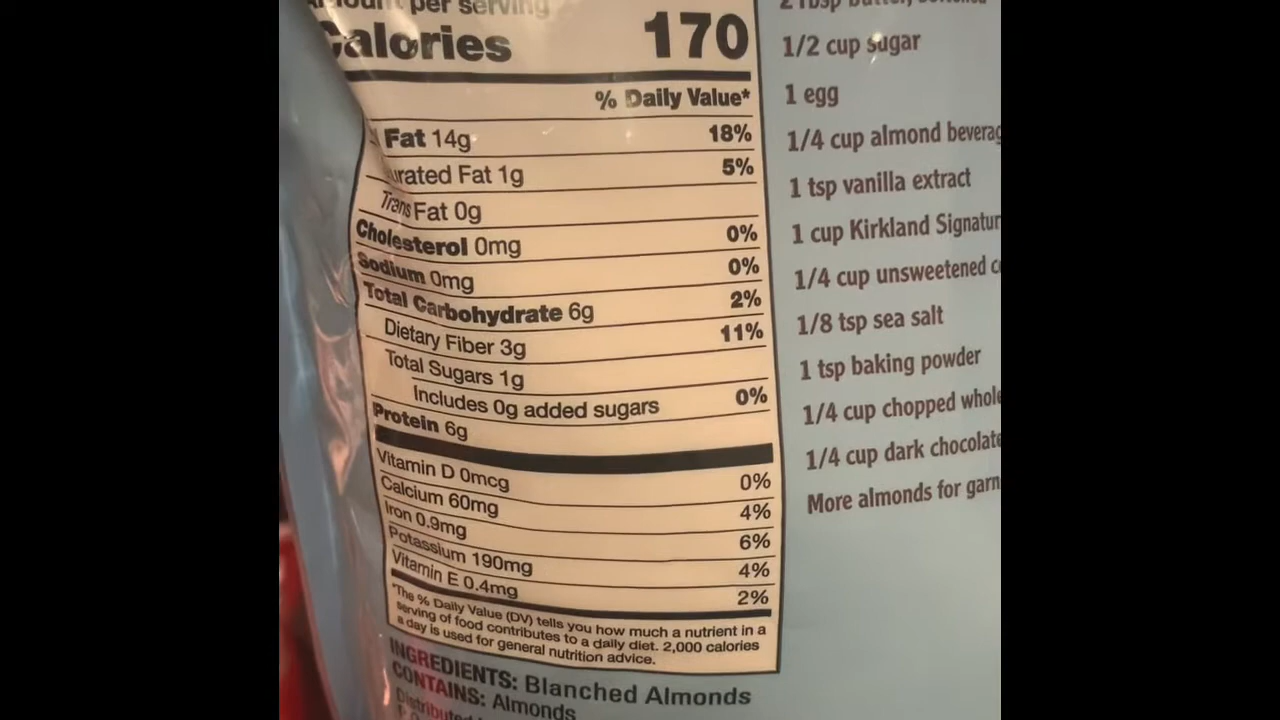 Amount per serving
Calories 170
% Daily Value*
Fat 14g 18%
urated Fat 1g 5%
Trans Fat 0g
Cholesterol 0mg 0%
Sodium 0mg 0%
Total Carbohydrate 6g 2%
Dietary Fiber 3g 11%
Total Sugars 1g
Includes 0g added sugars 0%
Protein 6g
Vitamin D 0mcg 0%
Calcium 60mg 4%
Iron 0.9mg 6%
Potassium 190mg 4%
Vitamin E 0.4mg 2%
*The % Daily Value (DV) tells you how much a nutrient in a
serving of food contributes to a daily diet. 2,000 calories
a day is used for general nutrition advice.
INGREDIENTS: Blanched Almonds
CONTAINS: Almonds
Distributed
1/2 cup sugar
1 egg
1/4 cup almond beverag
1 tsp vanilla extract
1 cup Kirkland Signatur
1/4 cup unsweetened c
1/8 tsp sea salt
1 tsp baking powder
1/4 cup chopped whole
1/4 cup dark chocolate
More almonds for garn